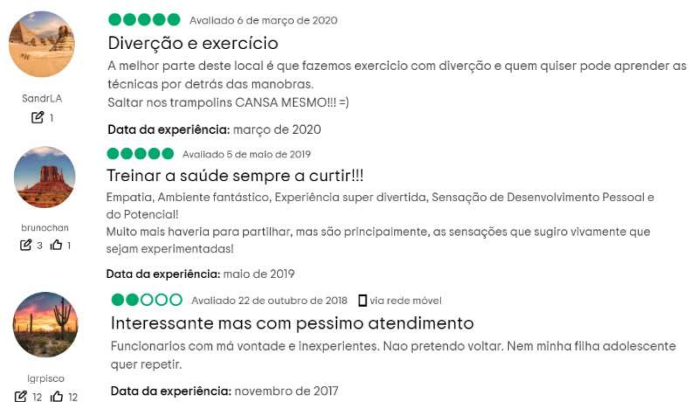 Avaliado 6 de março de 2020
Diverção e exercício
A melhor parte deste local é que fazemos exercicio com diverção e quem quiser pode aprender as
técnicas por detrás das manobras.
Saltar nos trampolins CANSA MESMO!!! =)
SandrLA
1
Data da experiência: março de 2020
Avaliado 5 de maio de 2019
Treinar a saúde sempre a curtir!!!
Empatia, Ambiente fantástico, Experiência super divertida, Sensação de Desenvolvimento Pessoal e
do Potencial!
Muito mais haveria para partilhar, mas são principalmente, as sensações que sugiro vivamente que
sejam experimentadas!
brunochan
3 1
Data da experiência: maio de 2019
Avaliado 22 de outubro de 2018 via rede móvel
Interessante mas com pessimo atendimento
Funcionarios com má vontade e inexperientes. Nao pretendo voltar. Nem minha filha adolescente
quer repetir.
lgrpisco
12 12
Data da experiência: novembro de 2017